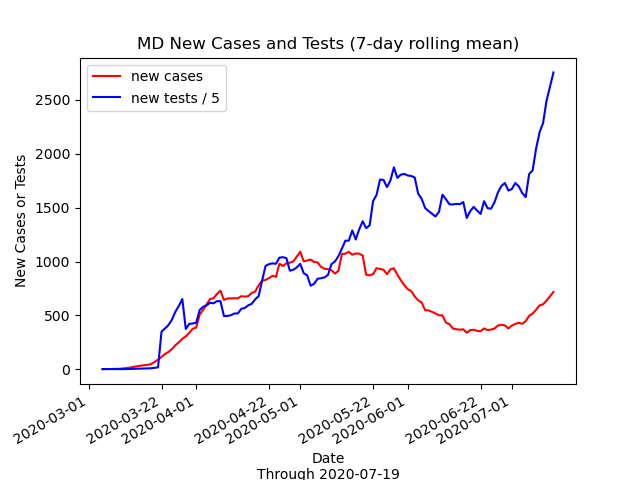 MD New Cases and Tests (7-day rolling mean)
new cases
new tests / 5
New Cases or Tests
2500
2000
1500
1000
500
0
2020-03-01
2020-03-22
2020-04-01
2020-04-22
2020-05-01
2020-05-22
2020-06-01
2020-06-22
2020-07-01
Date
Through 2020-07-19